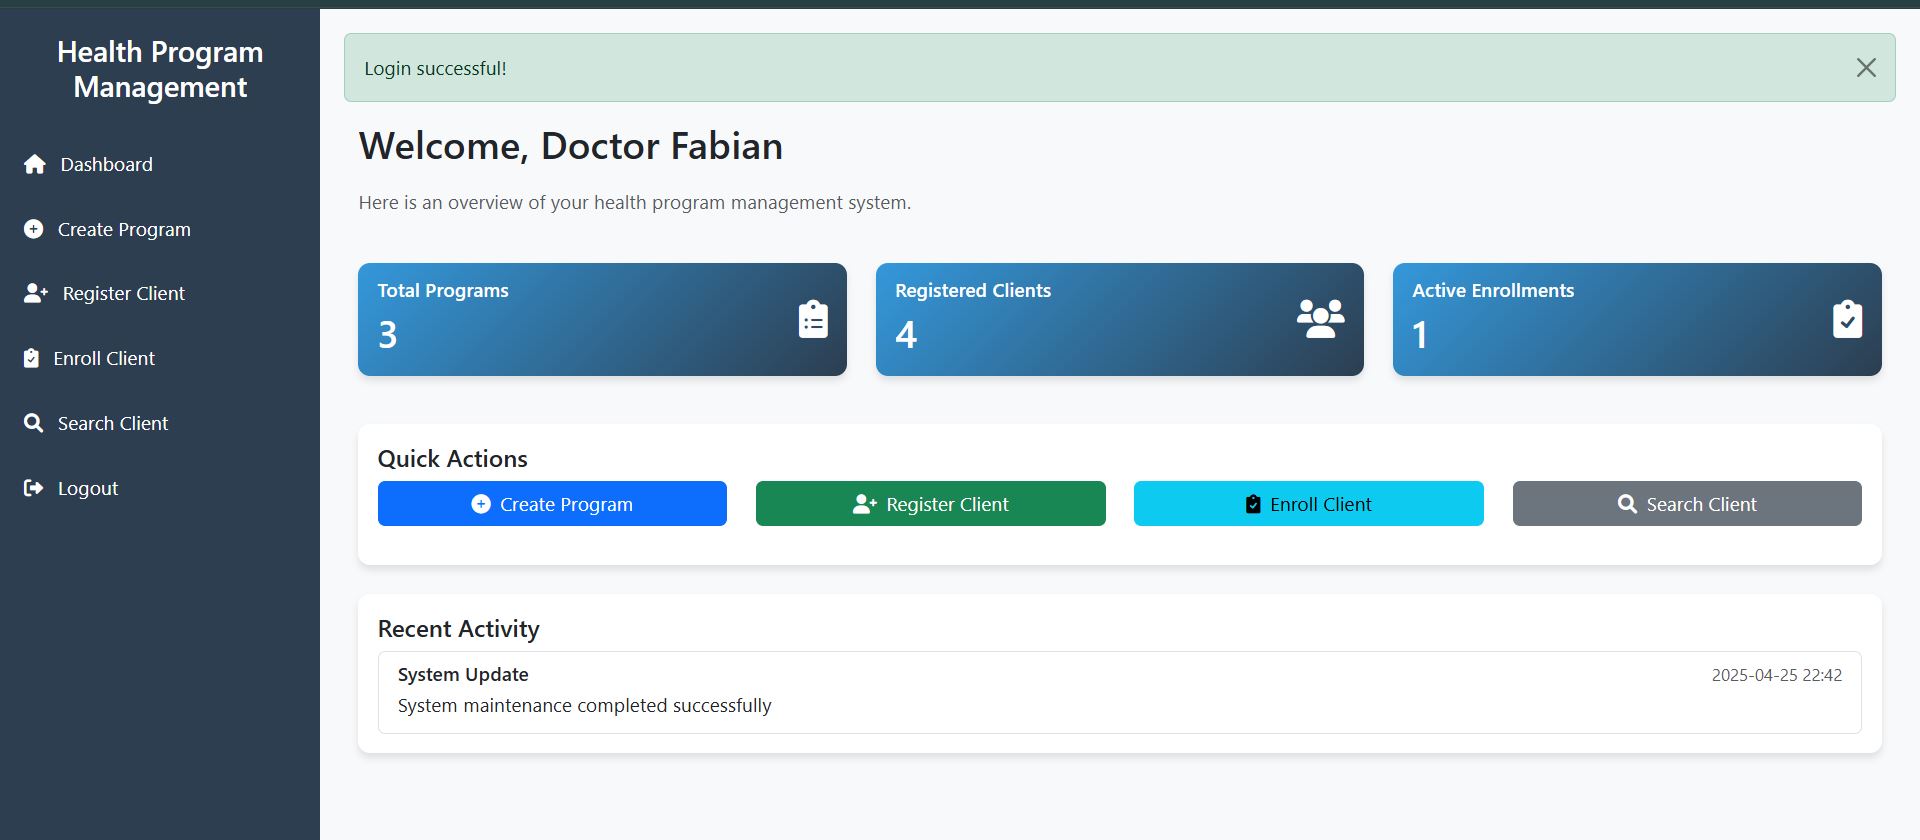 Health Program
Management
Dashboard
Create Program
Register Client
Enroll Client
Search Client
Logout
Login successful!
Welcome, Doctor Fabian
Here is an overview of your health program management system.
Total Programs
3
Registered Clients
4
Active Enrollments
1
Quick Actions
Create Program
Register Client
Enroll Client
Search Client
Recent Activity
System Update
2025-04-25 22:42
System maintenance completed successfully